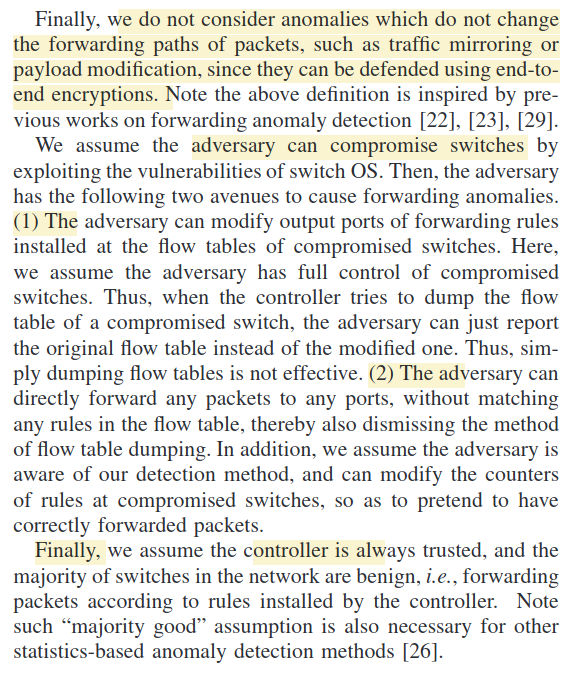 Finally, we do not consider anomalies which do not change
the forwarding paths of packets, such as traffic mirroring or
payload modification, since they can be defended using end-to-
end encryptions. Note the above definition is inspired by pre-
vious works on forwarding anomaly detection [22], [23], [29].
We assume the adversary can compromise switches by
exploiting the vulnerabilities of switch OS. Then, the adversary
has the following two avenues to cause forwarding anomalies.
(1) The adversary can modify output ports of forwarding rules
installed at the flow tables of compromised switches. Here,
we assume the adversary has full control of compromised
switches. Thus, when the controller tries to dump the flow
table of a compromised switch, the adversary can just report
the original flow table instead of the modified one. Thus, sim-
ply dumping flow tables is not effective. (2) The adversary can
directly forward any packets to any ports, without matching
any rules in the flow table, thereby also dismissing the method
of flow table dumping. In addition, we assume the adversary is
aware of our detection method, and can modify the counters
of rules at compromised switches, so as to pretend to have
correctly forwarded packets.
Finally, we assume the controller is always trusted, and the
majority of switches in the network are benign, i.e., forwarding
packets according to rules installed by the controller. Note
such “majority good” assumption is also necessary for other
statistics-based anomaly detection methods [26].